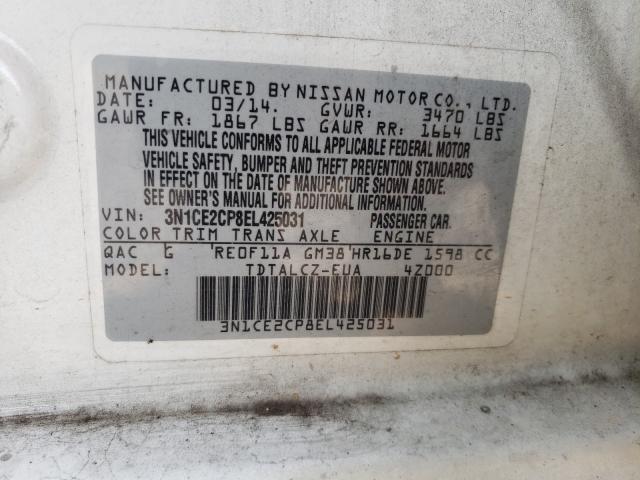 MANUFACTURED BY NISSAN MOTOR CO., LTD.
DATE: 03/14. GVWR: 3470 LBS
GAWR FR: 1867 LBS GAWR RR: 1664 LBS
THIS VEHICLE CONFORMS TO ALL APPLICABLE FEDERAL MOTOR
VEHICLE SAFETY, BUMPER AND THEFT PREVENTION STANDARDS
IN EFFECT ON THE DATE OF MANUFACTURE SHOWN ABOVE.
SEE OWNER'S MANUAL FOR ADDITIONAL INFORMATION.
VIN: 3N1CE2CP8EL425031 PASSENGER CAR.
COLOR TRIM TRANS AXLE ENGINE
QAC G RE0F11A GM38 HR16DE 1598 CC
MODEL: TDTALCZ-EUA 4Z000
3N1CE2CP8EL425031